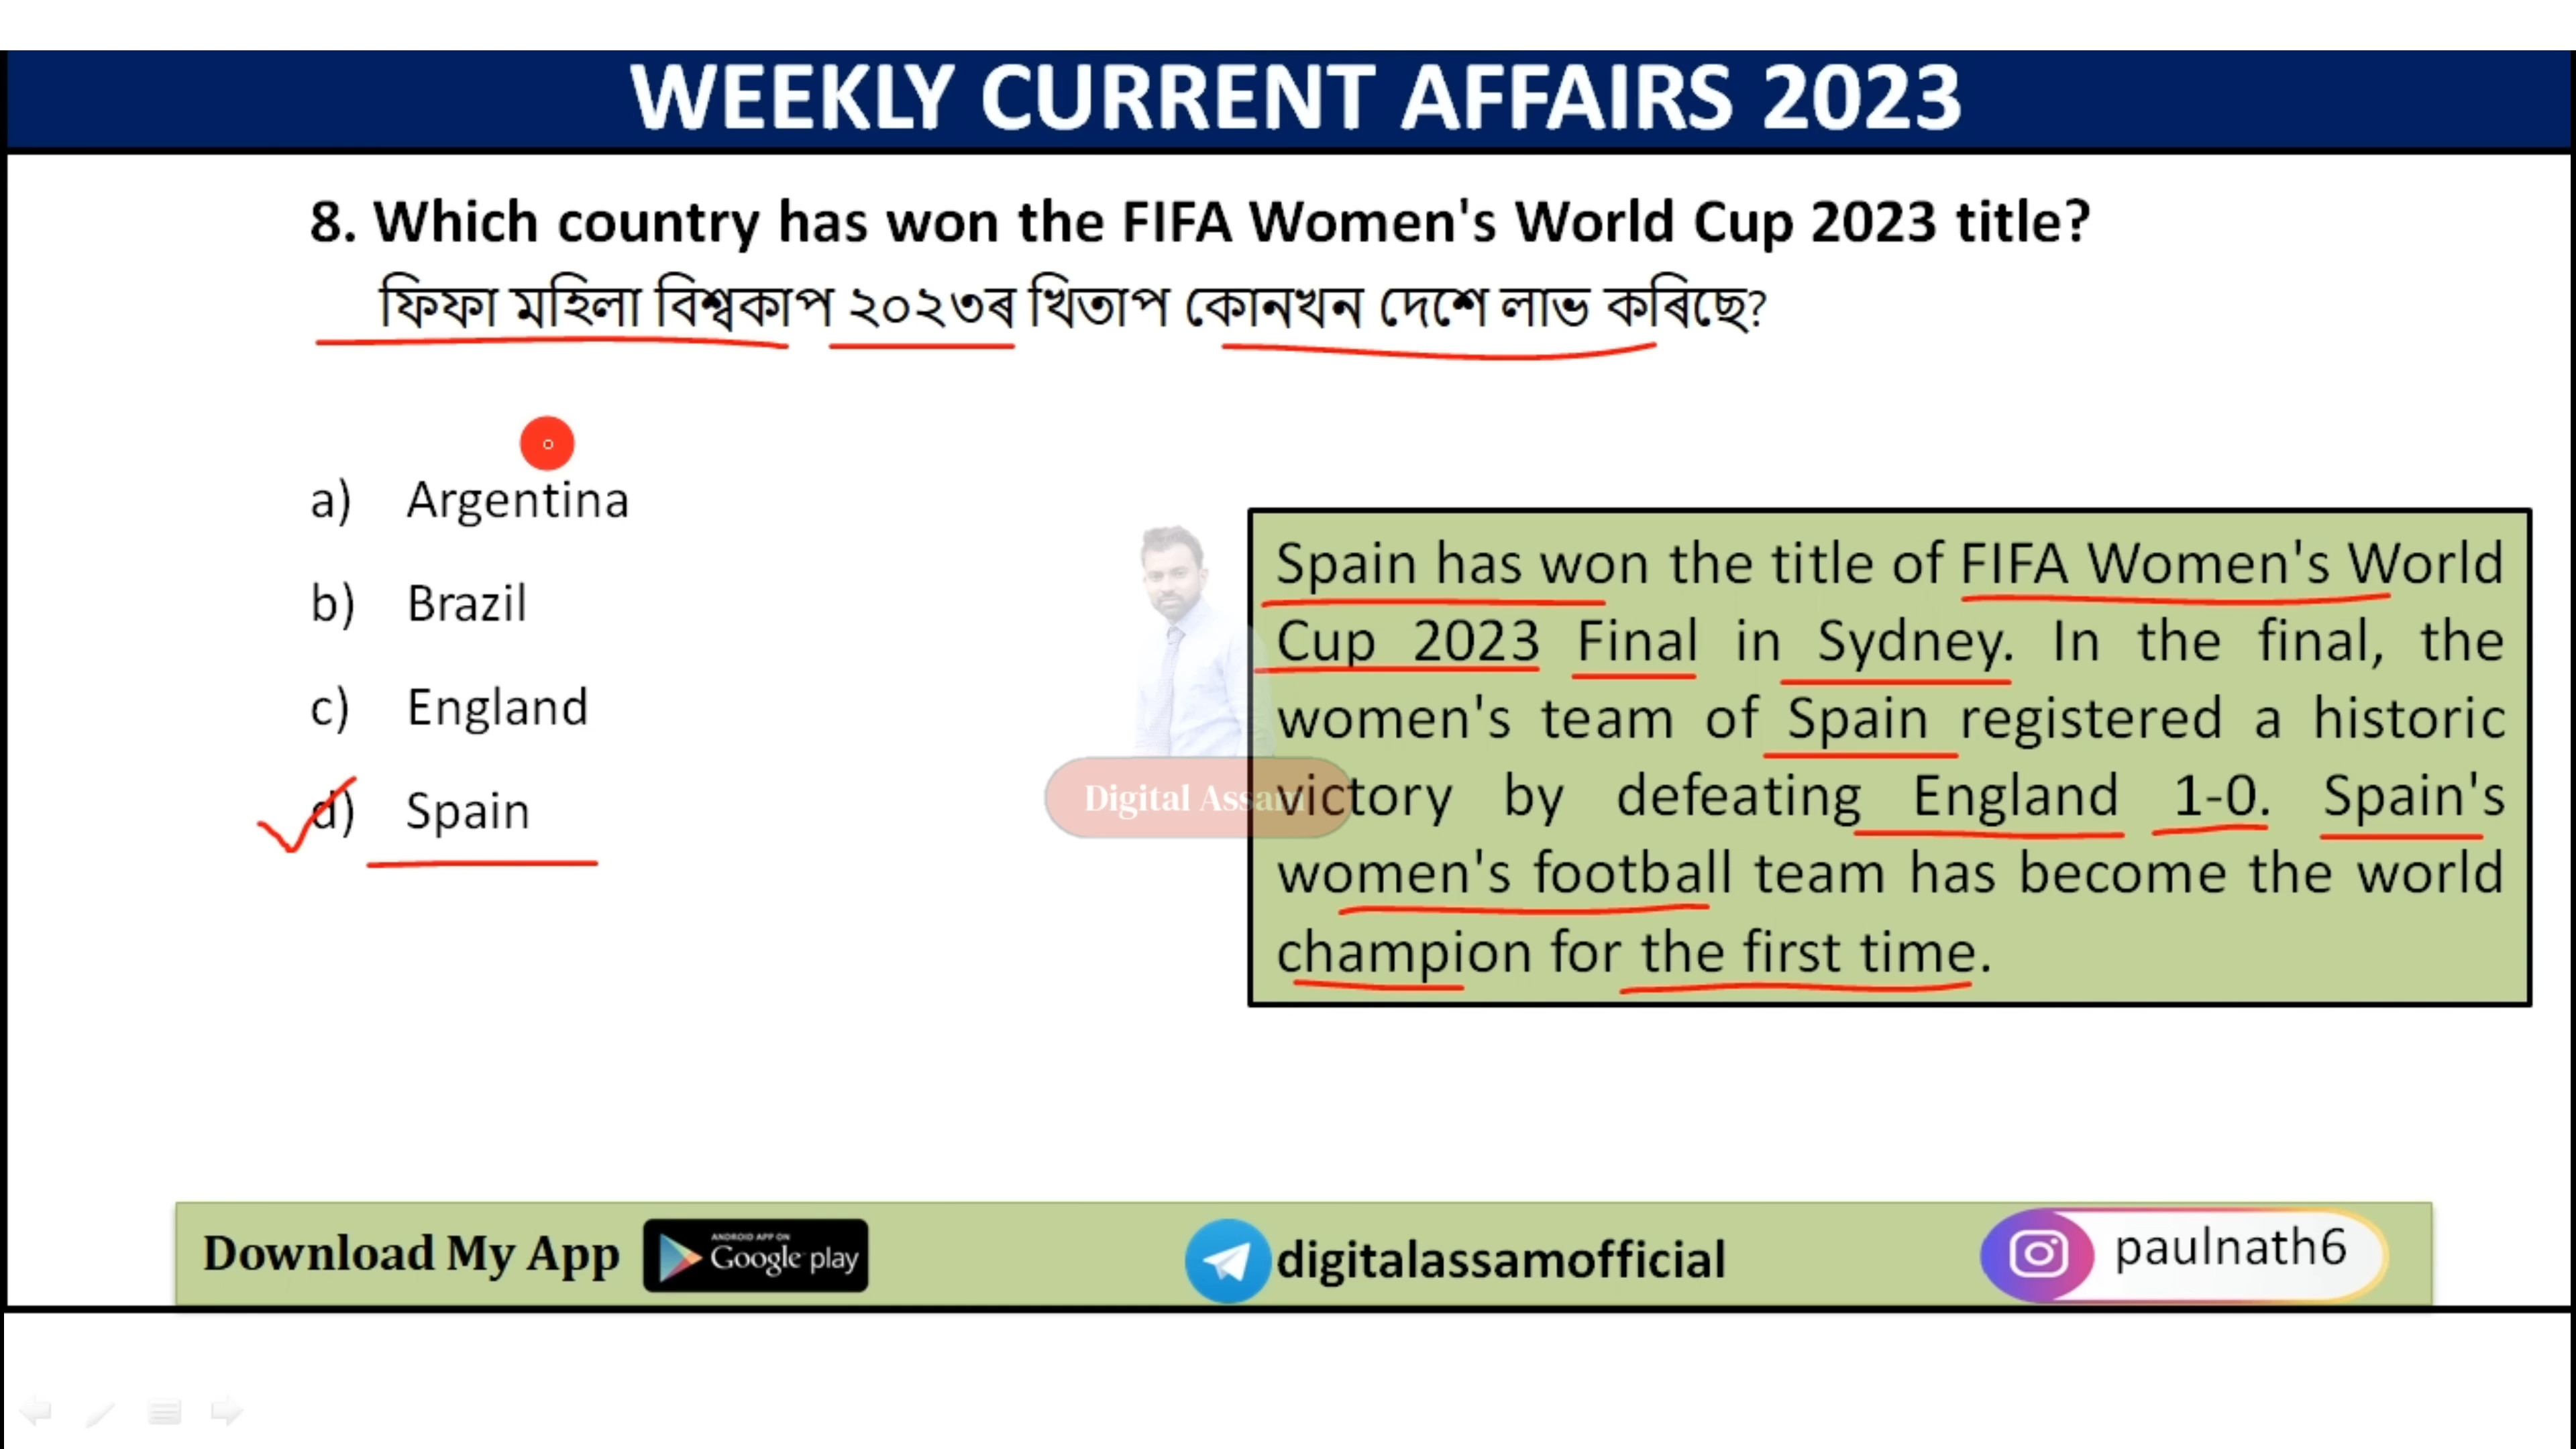 WEEKLY CURRENT AFFAIRS 2023
8. Which country has won the FIFA Women's World Cup 2023 title?
ফিফা মহিলা বিশ্বকাপ ২০২৩ৰ খিতাপ কোনখন দেশে লাভ কৰিছে?
a) Argentina
b) Brazil
c) England
d) Spain
Spain has won the title of FIFA Women's World
Cup 2023 Final in Sydney. In the final, the
women's team of Spain registered a historic
victory by defeating England 1-0. Spain's
women's football team has become the world
champion for the first time.
Digital Assam
Download My App
ANDROID APP ON
Google play
digitalassamofficial
paulnath6